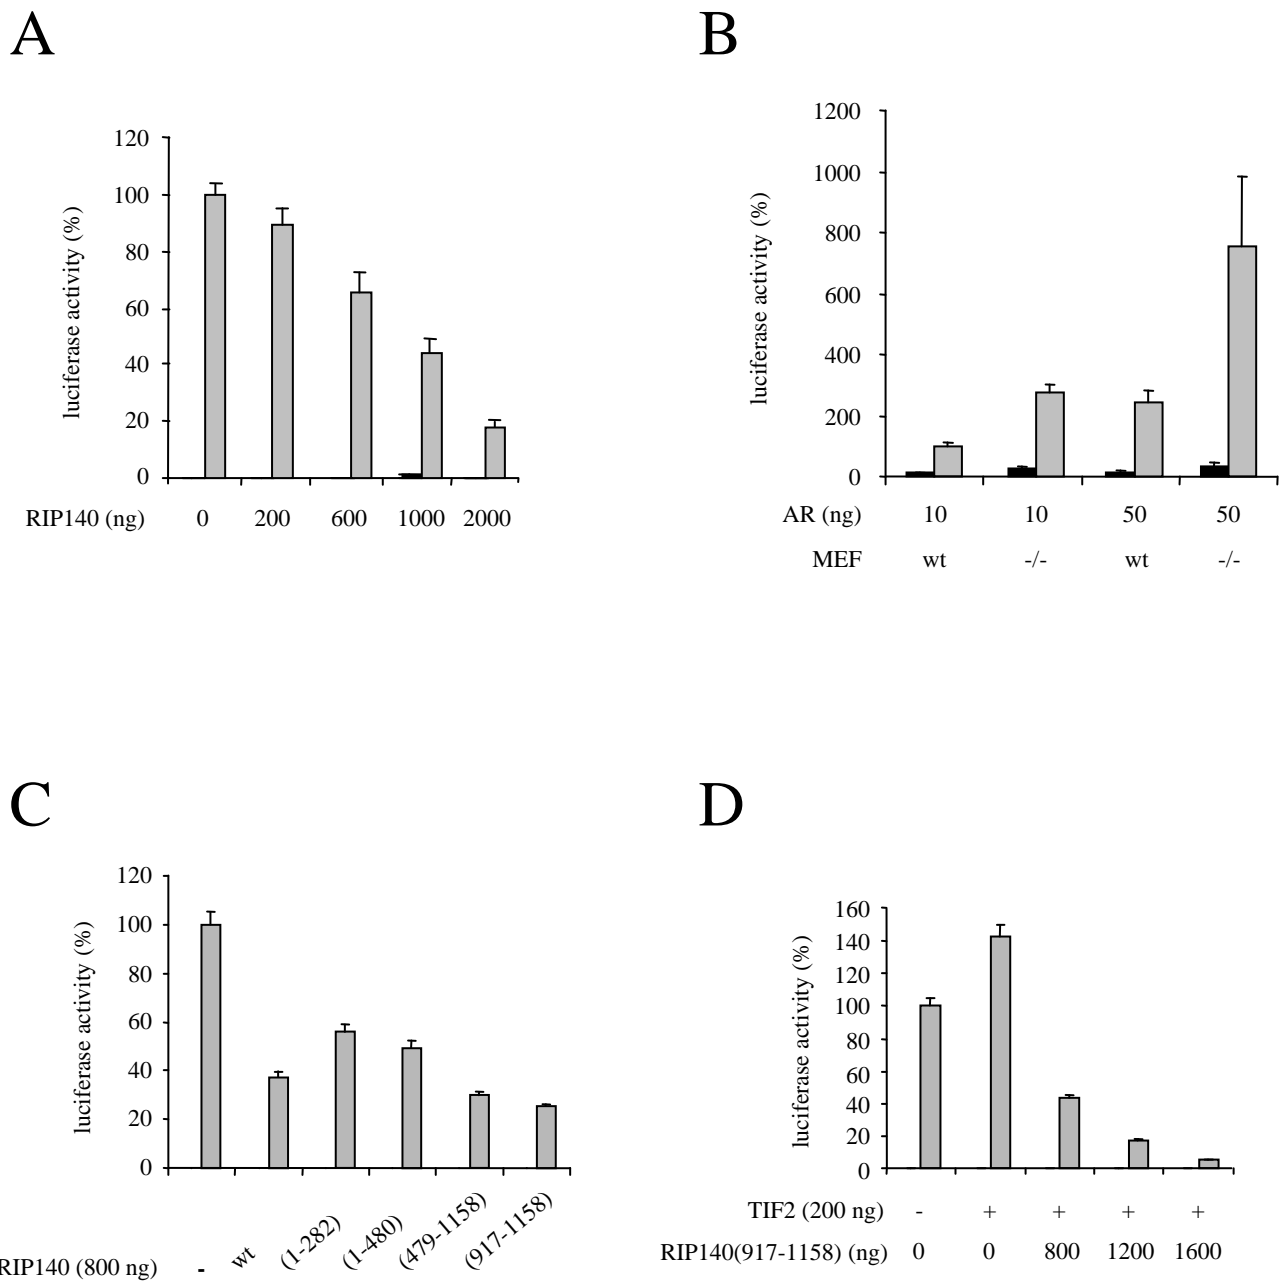 A
120
100
80
60
40
20
0
luciferase activity (%)
RIP140 (ng) 0 200 600 1000 2000
B
1200
1000
800
600
400
200
0
luciferase activity (%)
AR (ng) 10 10 50 50
MEF wt -/- wt -/-
C
120
100
80
60
40
20
0
luciferase activity (%)
RIP140 (800 ng) - wt (1-282) (1-480) (479-1158) (917-1158)
D
160
140
120
100
80
60
40
20
0
luciferase activity (%)
TIF2 (200 ng) - + + + +
RIP140(917-1158) (ng) 0 0 800 1200 1600